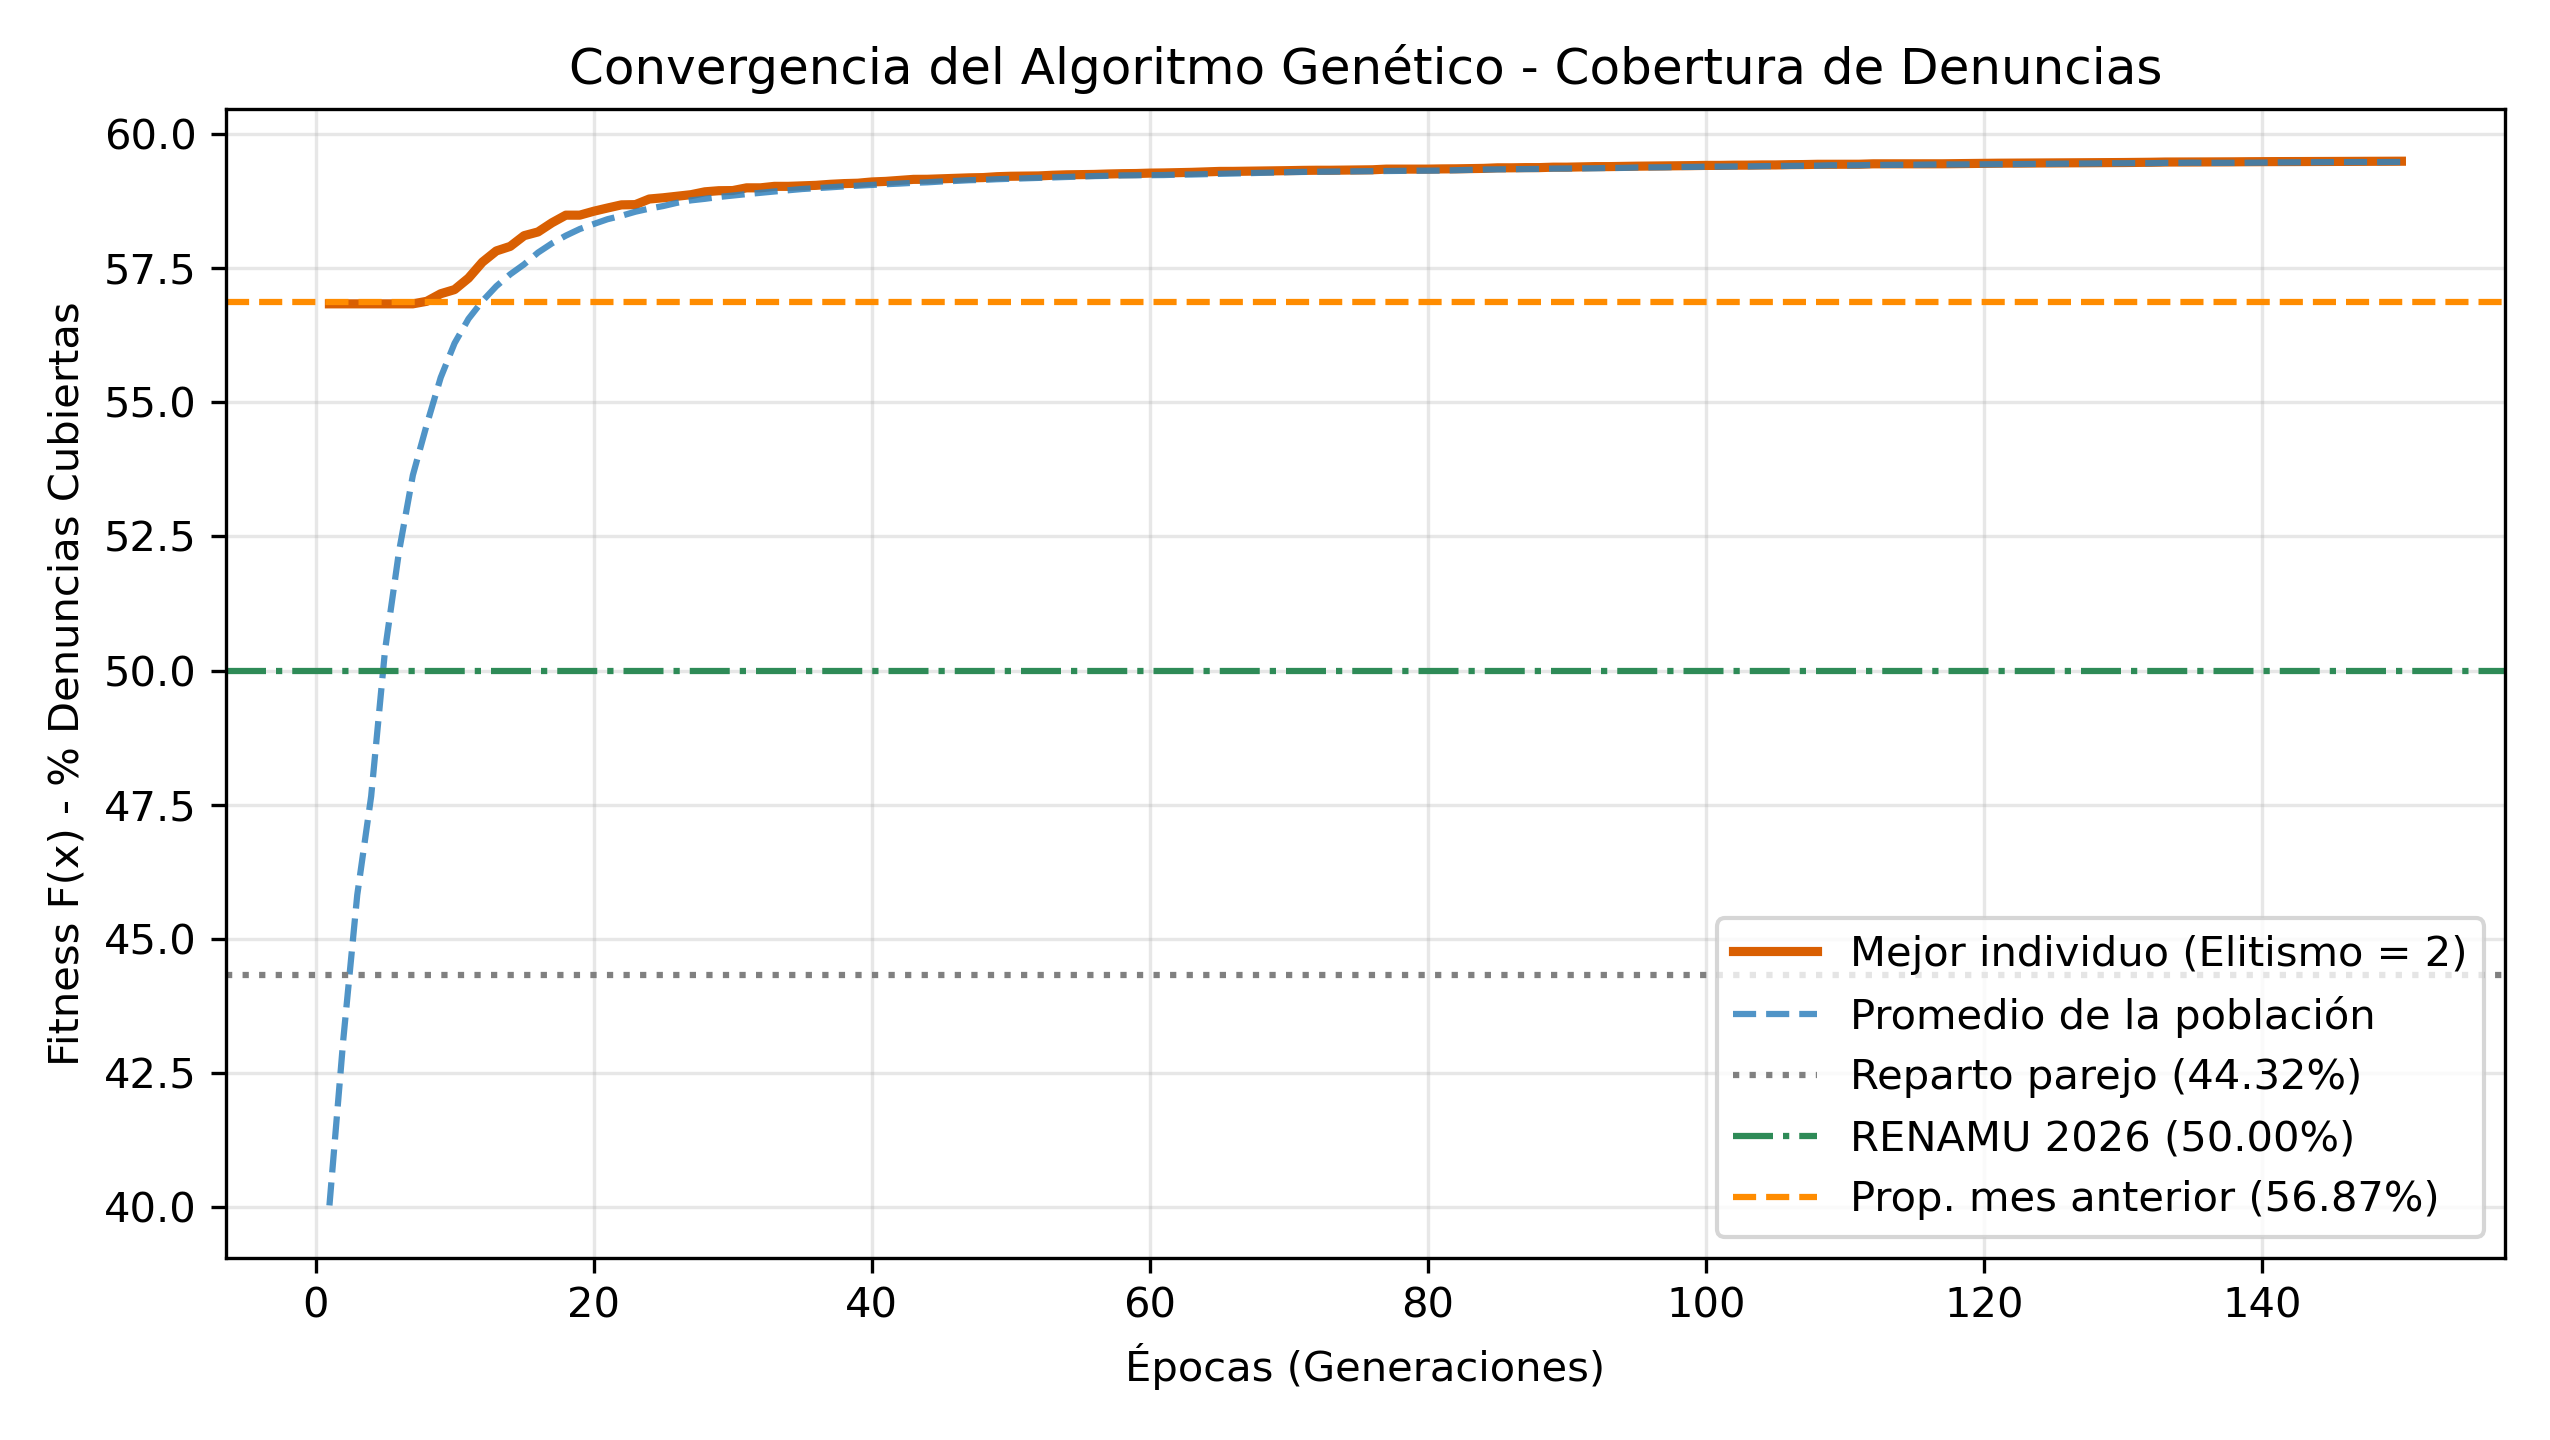 Convergencia del Algoritmo Genético - Cobertura de Denuncias
Fitness F(x) - % Denuncias Cubiertas
60.0
57.5
55.0
52.5
50.0
47.5
45.0
42.5
40.0
Mejor individuo (Elitismo = 2)
Promedio de la población
Reparto parejo (44.32%)
RENAMU 2026 (50.00%)
Prop. mes anterior (56.87%)
0 20 40 60 80 100 120 140
Épocas (Generaciones)